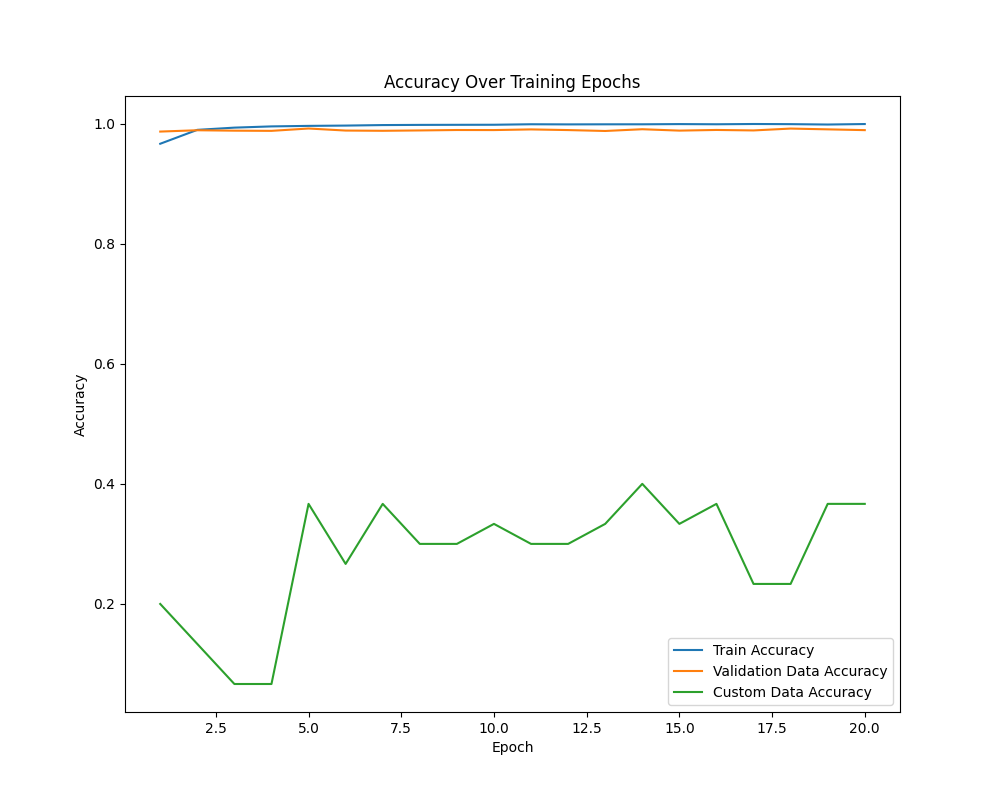 Accuracy Over Training Epochs
1.0
0.8
0.6
0.4
0.2
Accuracy
Train Accuracy
Validation Data Accuracy
Custom Data Accuracy
2.5 5.0 7.5 10.0 12.5 15.0 17.5 20.0
Epoch